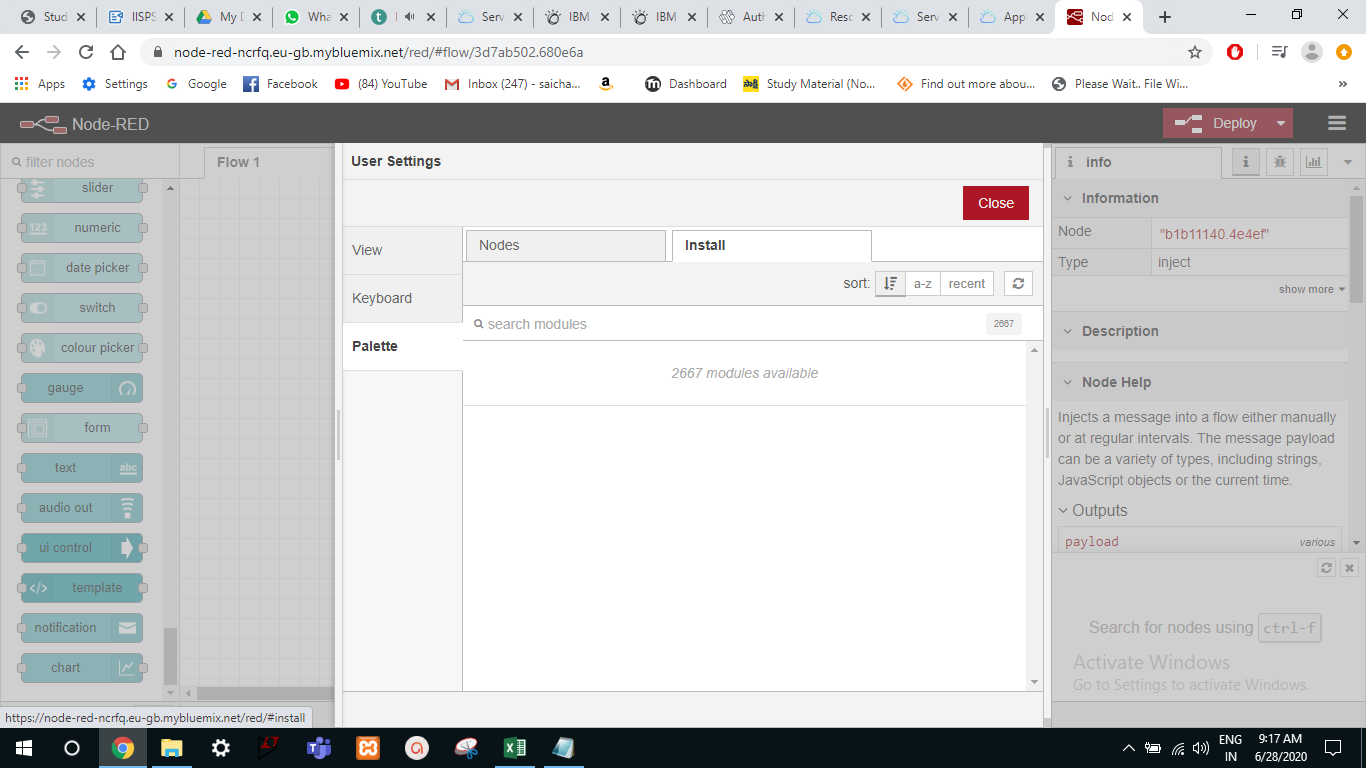 Stud
IISPS
My D
Wha
Serv
IBM
IBM
Auth
Reso
Serv
App
Nod
node-red-ncrfq.eu-gb.mybluemix.net/red/#flow/3d7ab502.680e6a
Apps
Settings
Google
Facebook
(84) YouTube
Inbox (247) - saicha...
Dashboard
Study Material (No...
Find out more abou...
Please Wait.. File Wi...
»
Node-RED
Deploy
filter nodes
slider
numeric
date picker
switch
colour picker
gauge
form
text
audio out
ui control
template
notification
chart
Flow 1
User Settings
Close
View
Keyboard
Palette
Nodes
Install
sort:
a-z
recent
search modules
2667
2667 modules available
info
Information
Node
"b1b11140.4e4ef"
Type
inject
show more
Description
Node Help
Injects a message into a flow either manually
or at regular intervals. The message payload
can be a variety of types, including strings,
JavaScript objects or the current time.
Outputs
payload
various
Search for nodes using ctrl-f
Activate Windows
Go to Settings to activate Windows.
https://node-red-ncrfq.eu-gb.mybluemix.net/red/#install
ENG
IN
9:17 AM
6/28/2020